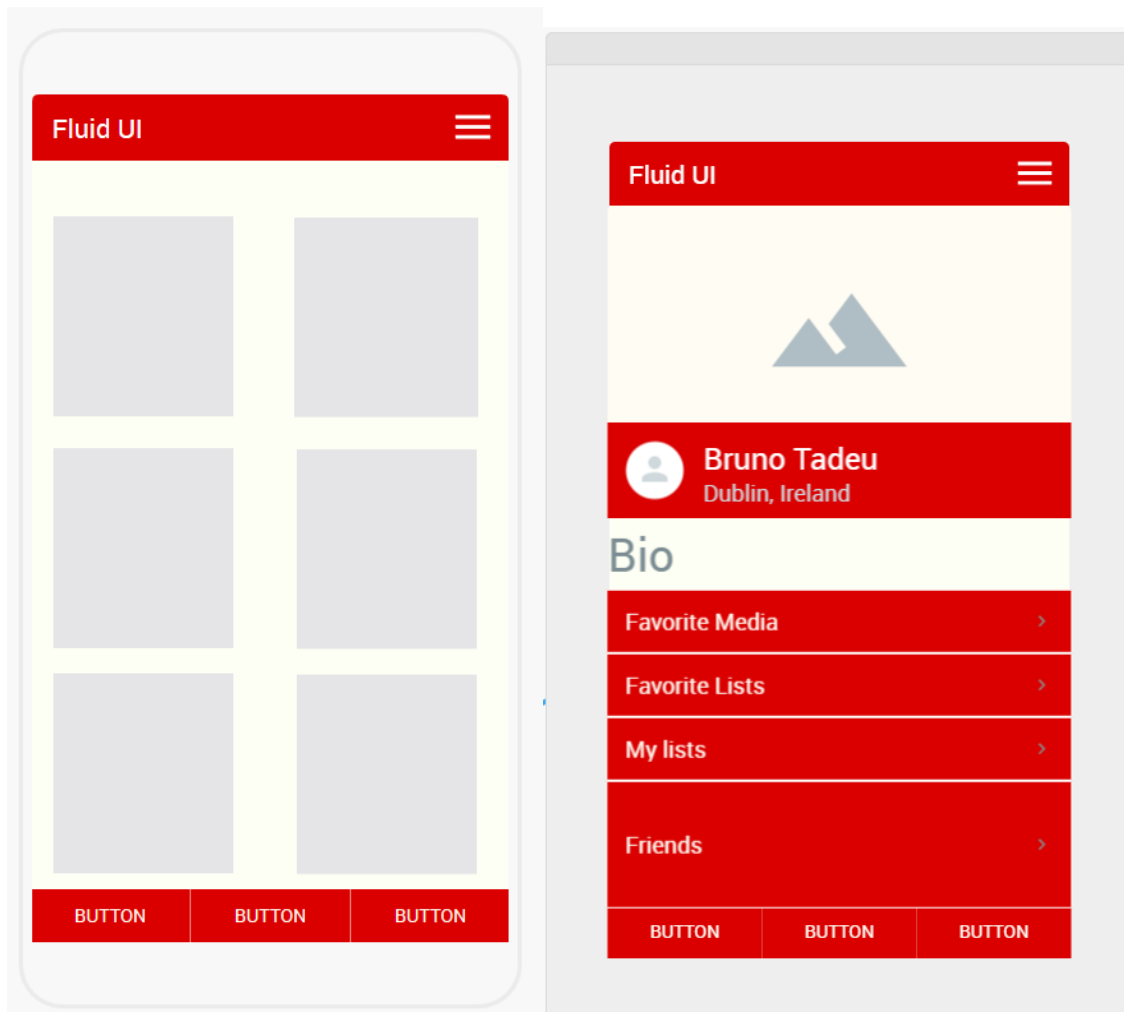 Fluid UI
BUTTON BUTTON BUTTON
Fluid UI
Bruno Tadeu
Dublin, Ireland
Bio
Favorite Media
Favorite Lists
My lists
Friends
BUTTON BUTTON BUTTON